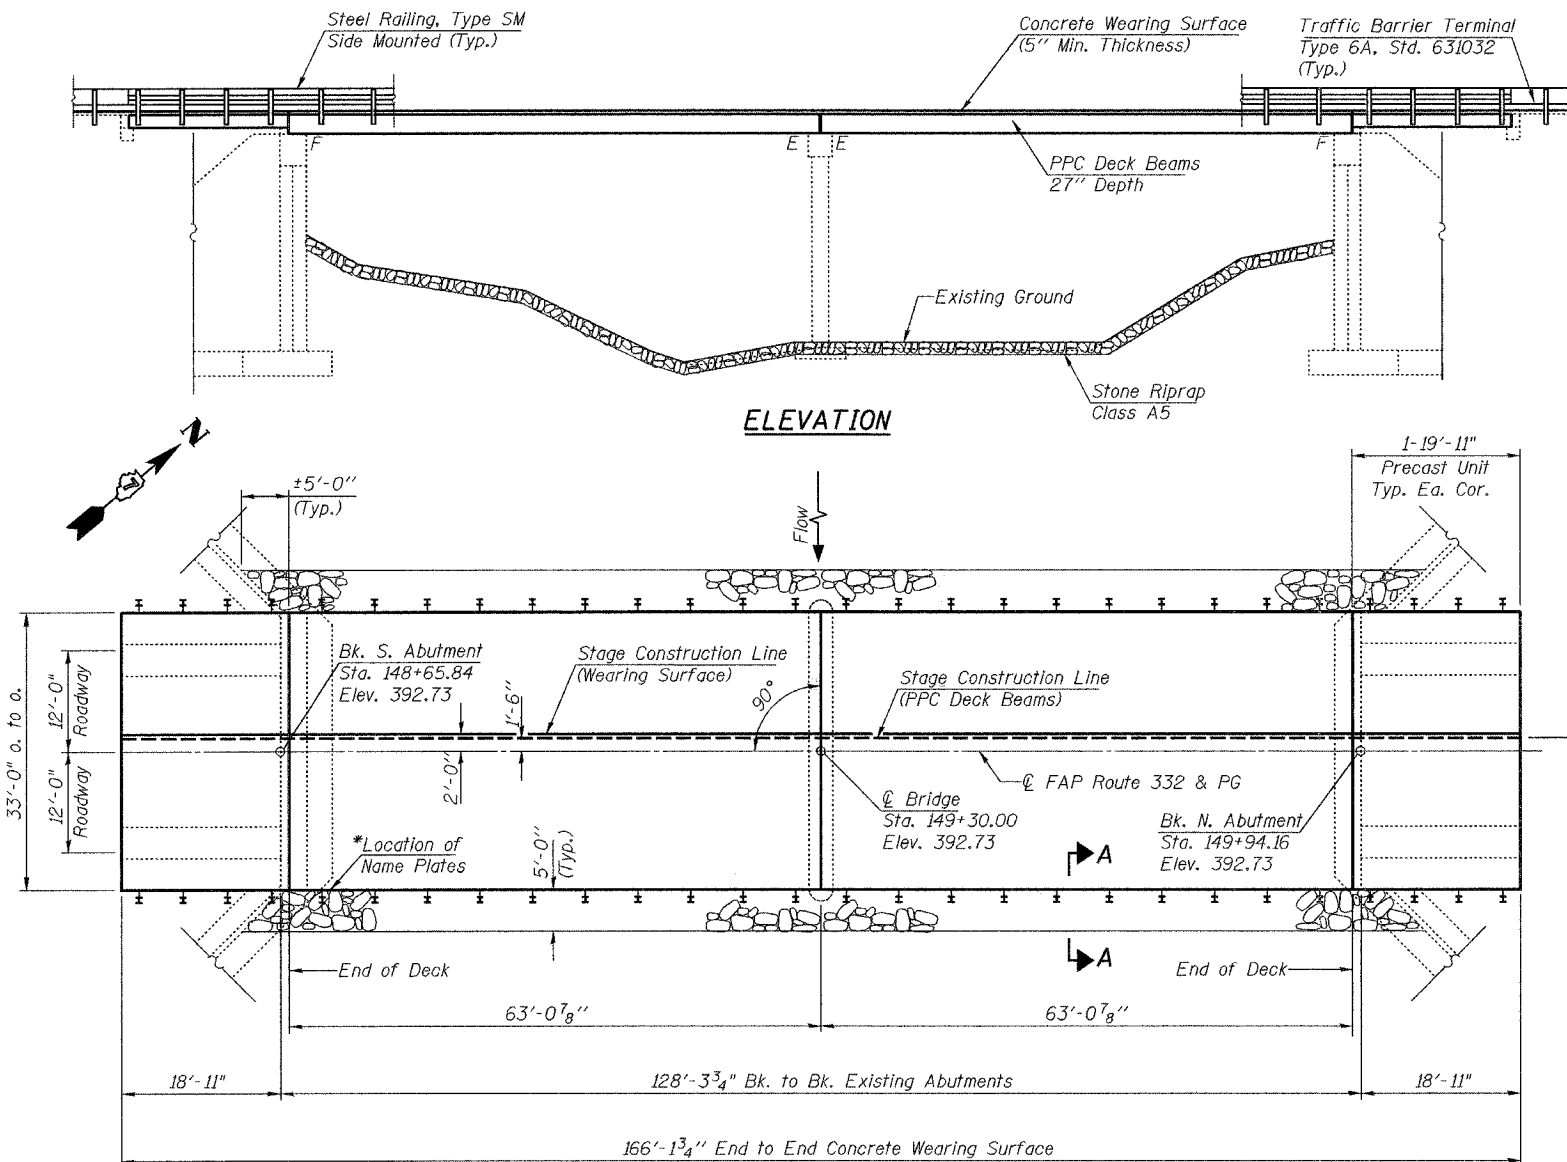 Steel Railing, Type SM
Side Mounted (Typ.)
Concrete Wearing Surface
(5" Min. Thickness)
Traffic Barrier Terminal
Type 6A, Std. 631032
(Typ.)
F
E
E
F
PPC Deck Beams
27" Depth
Existing Ground
Stone Riprap
Class A5
ELEVATION
N
±5'-0"
(Typ.)
Flow
1-19'-11"
Precast Unit
Typ. Ea. Cor.
33'-0" o. to o.
12'-0"
Roadway
12'-0"
Roadway
Bk. S. Abutment
Sta. 148+65.84
Elev. 392.73
Stage Construction Line
(Wearing Surface)
1'-6"
2'-0"
90°
Stage Construction Line
(PPC Deck Beams)
℄ FAP Route 332 & PG
℄ Bridge
Sta. 149+30.00
Elev. 392.73
Bk. N. Abutment
Sta. 149+94.16
Elev. 392.73
*Location of
Name Plates
5'-0"
(Typ.)
A
A
End of Deck
End of Deck
63'-0⅞"
63'-0⅞"
18'-11"
128'-3¾" Bk. to Bk. Existing Abutments
18'-11"
166'-1¾" End to End Concrete Wearing Surface